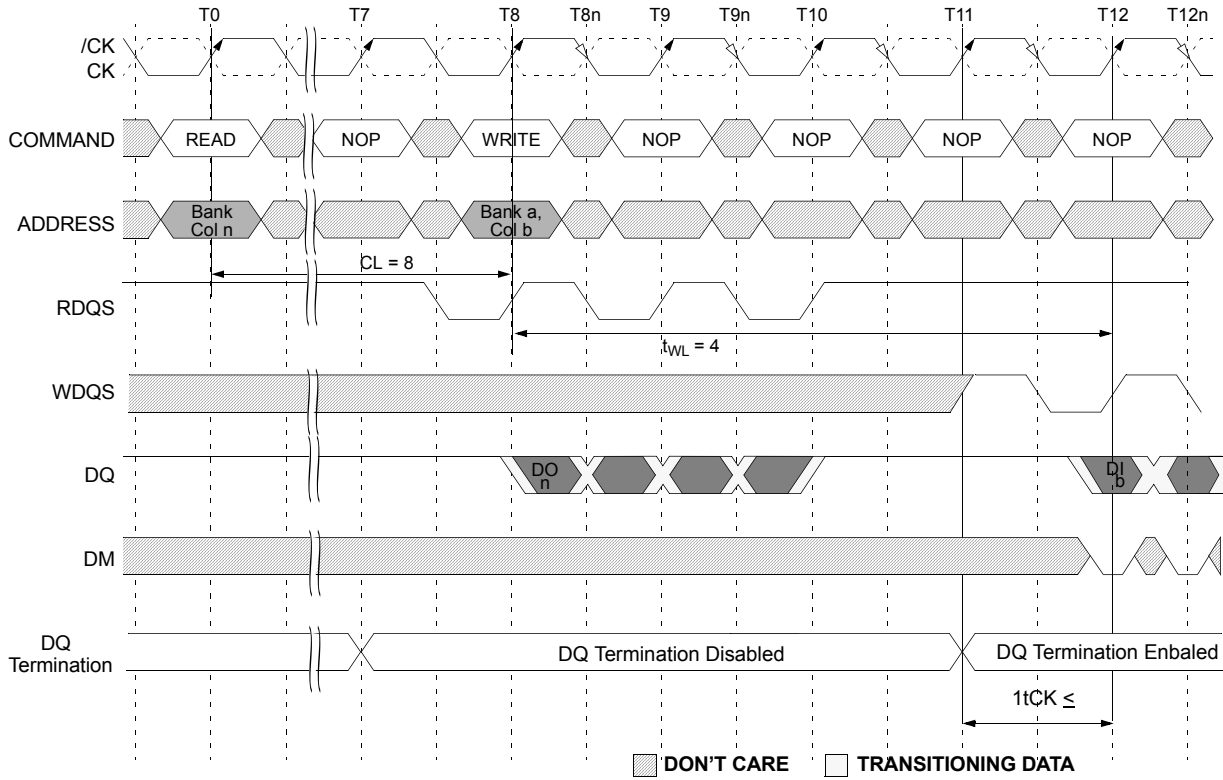 T0 T7 T8 T8n T9 T9n T10 T11 T12 T12n
/CK
CK
COMMAND READ NOP WRITE NOP NOP NOP NOP
ADDRESS Bank Col n Bank a, Col b
CL = 8
RDQS
tWL = 4
WDQS
DQ DO n DI b
DM
DQ Termination DQ Termination Disabled DQ Termination Enbaled
1tCK ≤
DON'T CARE TRANSITIONING DATA